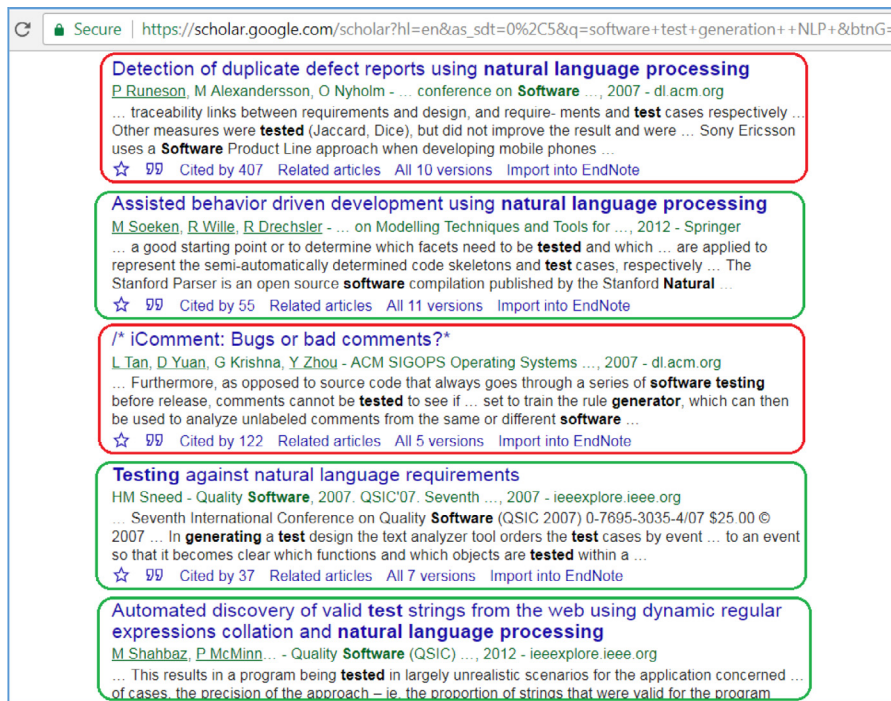 Secure | https://scholar.google.com/scholar?hl=en&as_sdt=0%2C5&q=software+test+generation++NLP+&btnG=
Detection of duplicate defect reports using natural language processing
P Runeson, M Alexandersson, O Nyholm - ... conference on Software ..., 2007 - dl.acm.org
... traceability links between requirements and design, and require- ments and test cases respectively ...
Other measures were tested (Jaccard, Dice), but did not improve the result and were ... Sony Ericsson
uses a Software Product Line approach when developing mobile phones ...
Cited by 407 Related articles All 10 versions Import into EndNote
Assisted behavior driven development using natural language processing
M Soeken, R Wille, R Drechsler - ... on Modelling Techniques and Tools for ..., 2012 - Springer
... a good starting point or to determine which facets need to be tested and which ... are applied to
represent the semi-automatically determined code skeletons and test cases, respectively ... The
Stanford Parser is an open source software compilation published by the Stanford Natural ...
Cited by 55 Related articles All 11 versions Import into EndNote
/* iComment: Bugs or bad comments?*
L Tan, D Yuan, G Krishna, Y Zhou - ACM SIGOPS Operating Systems ..., 2007 - dl.acm.org
... Furthermore, as opposed to source code that always goes through a series of software testing
before release, comments cannot be tested to see if ... set to train the rule generator, which can then
be used to analyze unlabeled comments from the same or different software ...
Cited by 122 Related articles All 5 versions Import into EndNote
Testing against natural language requirements
HM Sneed - Quality Software, 2007. QSIC'07. Seventh ..., 2007 - ieeexplore.ieee.org
... Seventh International Conference on Quality Software (QSIC 2007) 0-7695-3035-4/07 $25.00 ©
2007 ... In generating a test design the text analyzer tool orders the test cases by event ... to an event
so that it becomes clear which functions and which objects are tested within a ...
Cited by 37 Related articles All 7 versions Import into EndNote
Automated discovery of valid test strings from the web using dynamic regular
expressions collation and natural language processing
M Shahbaz, P McMinn... - Quality Software (QSIC) ..., 2012 - ieeexplore.ieee.org
... This results in a program being tested in largely unrealistic scenarios for the application concerned ...
of cases, the precision of the approach – ie, the proportion of strings that were valid for the program